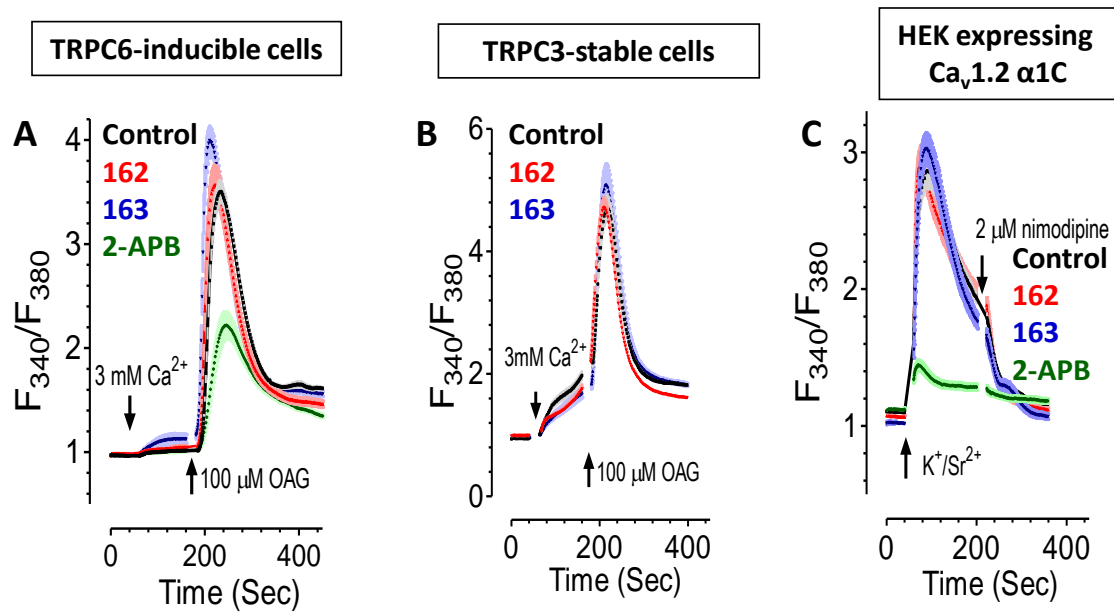 TRPC6-inducible cells
TRPC3-stable cells
HEK expressing
Cav1.2 α1C
A
Control
162
163
2-APB
4
3
2
1
F340/F380
3 mM Ca2+
100 μM OAG
0
200
400
Time (Sec)
B
Control
162
163
6
4
2
0
F340/F380
3mM Ca2+
100 μM OAG
0
200
400
Time (Sec)
C
3
2
1
F340/F380
2 μM nimodipine
Control
162
163
2-APB
K+/Sr2+
0
200
400
Time (Sec)